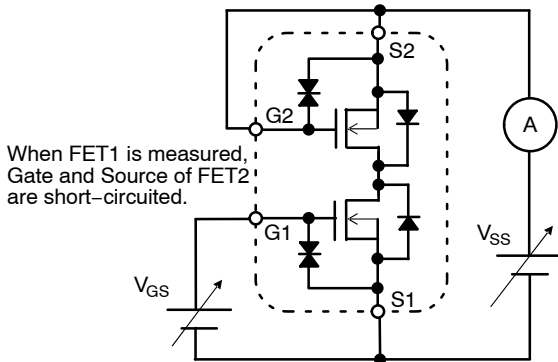 S2
G2
A
When FET1 is measured,
Gate and Source of FET2
are short−circuited.
G1
VSS
VGS
S1